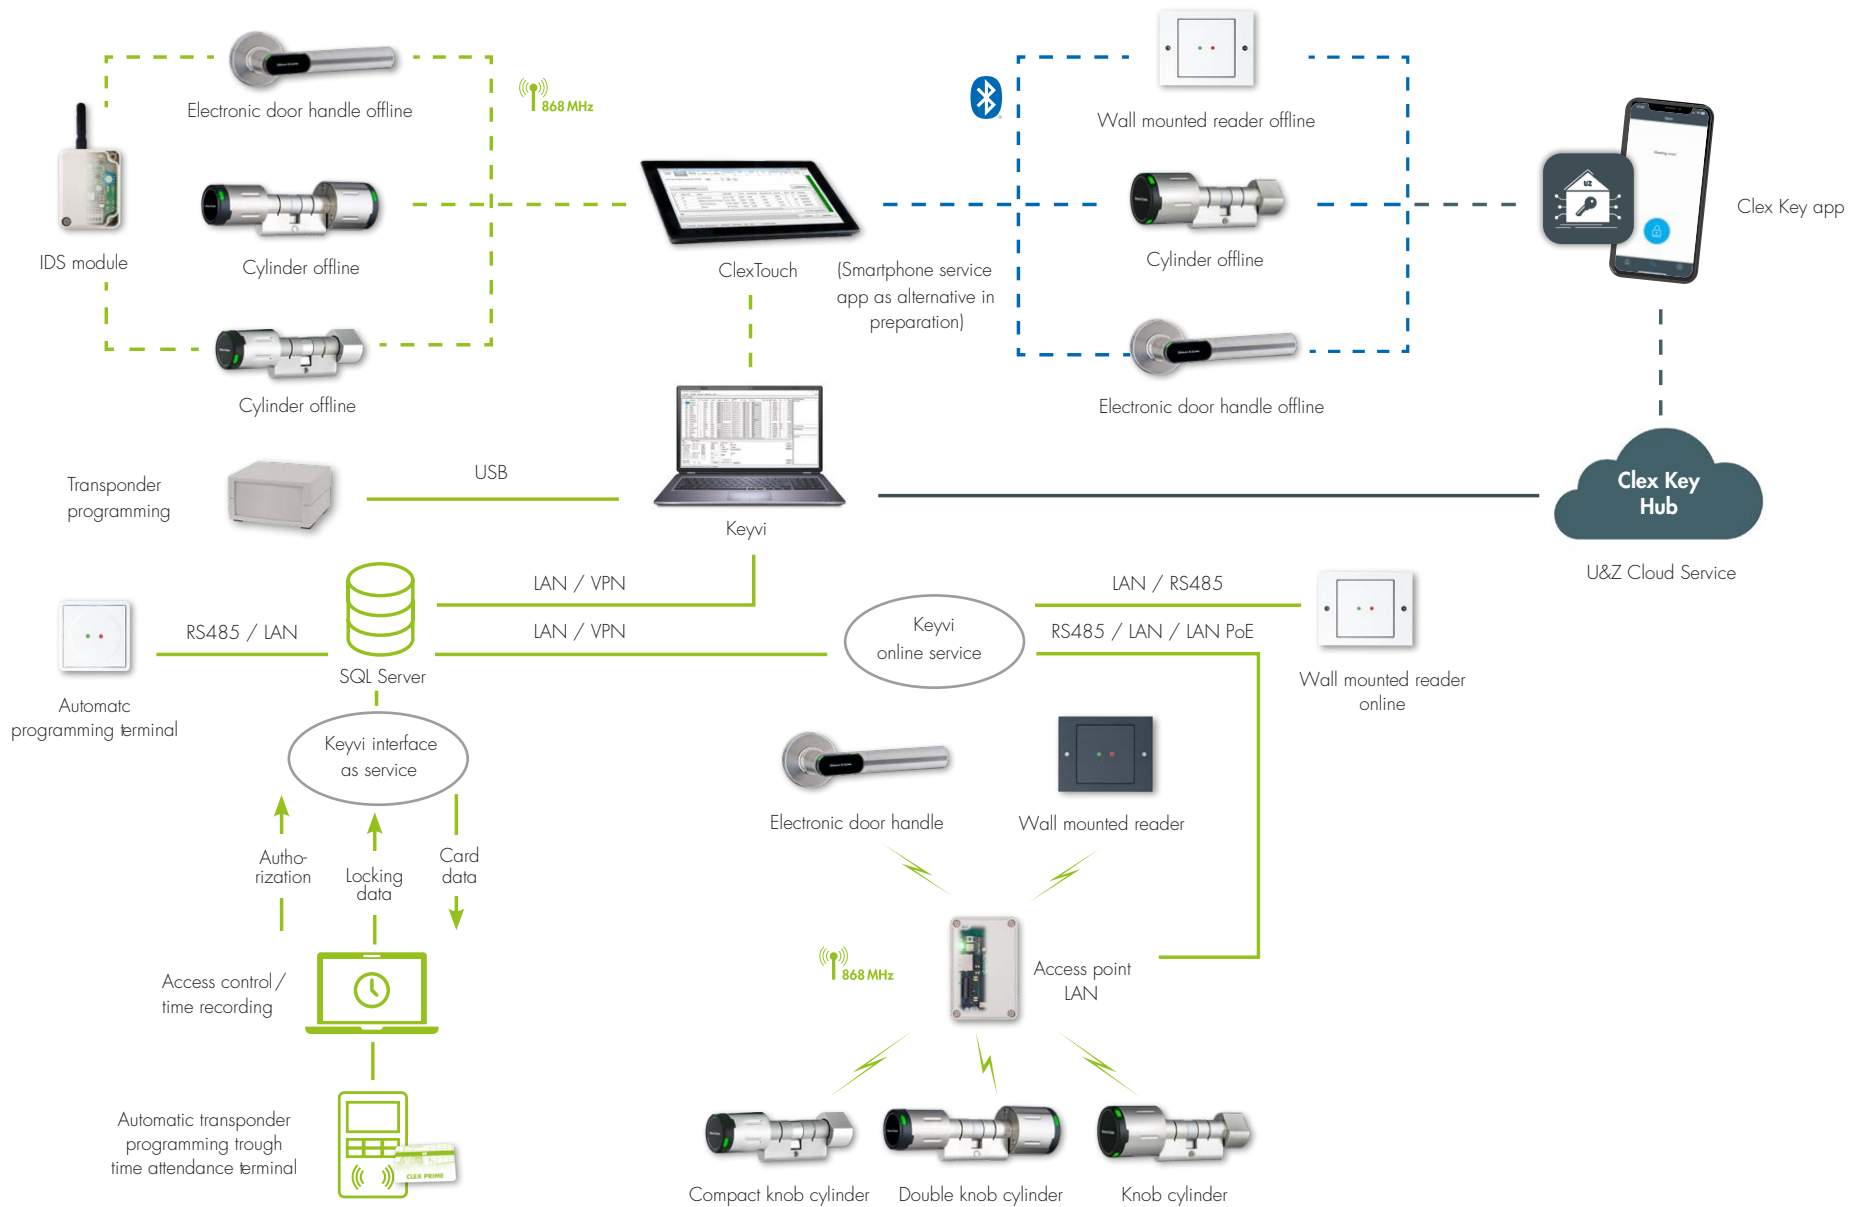 Electronic door handle offline
868 MHz
Wall mounted reader offline
IDS module
Cylinder offline
ClexTouch
(Smartphone service
app as alternative in
preparation)
Cylinder offline
UZ
Clex Key app
Cylinder offline
Electronic door handle offline
Transponder
programming
USB
Keyvi
Clex Key
Hub
U&Z Cloud Service
LAN / VPN
LAN / RS485
RS485 / LAN
LAN / VPN
Keyvi
online service
RS485 / LAN / LAN PoE
SQL Server
Wall mounted reader
online
Automatc
programming terminal
Keyvi interface
as service
Electronic door handle
Wall mounted reader
Autho-
rization
Locking
data
Card
data
868 MHz
Access point
LAN
Access control /
time recording
Automatic transponder
programming trough
time attendance terminal
CLEX PRIME
Compact knob cylinder
Double knob cylinder
Knob cylinder